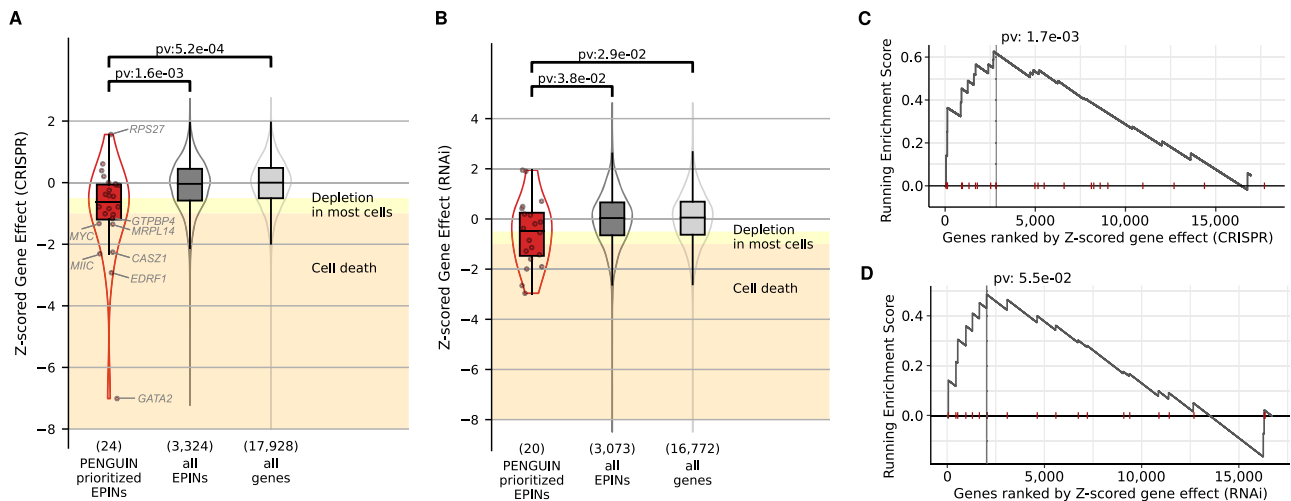 A
pv:5.2e-04
pv:1.6e-03
Z-scored Gene Effect (CRISPR)
2
0
−2
−4
−6
−8
RPS27
GTPBP4
MYC
MRPL14
MIIC
CASZ1
EDRF1
GATA2
Depletion
in most cells
Cell death
(24)
PENGUIN
prioritized
EPINs
(3,324)
all
EPINs
(17,928)
all
genes
B
pv:2.9e-02
pv:3.8e-02
Z-scored Gene Effect (RNAi)
4
2
0
−2
−4
−6
−8
Depletion
in most cells
Cell death
(20)
PENGUIN
prioritized
EPINs
(3,073)
all
EPINs
(16,772)
all
genes
C
pv: 1.7e-03
Running Enrichment Score
0.6
0.4
0.2
0.0
5,000
10,000
15,000
Genes ranked by Z-scored gene effect (CRISPR)
D
pv: 5.5e-02
Running Enrichment Score
0.4
0.2
0.0
5,000
10,000
15,000
Genes ranked by Z-scored gene effect (RNAi)